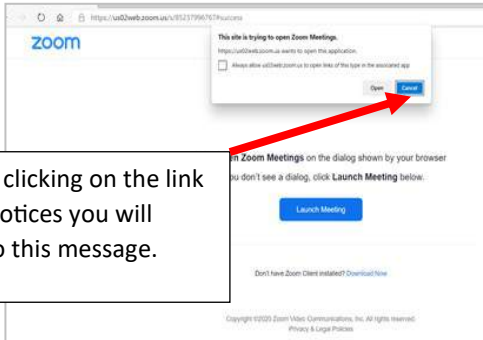 https://us02web.zoom.us/s/85237996767#success
zoom
This site is trying to open Zoom Meetings.
https://us02web.zoom.us wants to open this application.
Always allow us02web.zoom.us to open links of this type in the associated app
Open Cancel
clicking on the link
otices you will
this message.
en Zoom Meetings on the dialog shown by your browser
ou don't see a dialog, click Launch Meeting below.
Launch Meeting
Don't have Zoom Client installed? Download Now
Copyright ©2020 Zoom Video Communications, Inc. All rights reserved.
Privacy & Legal Policies